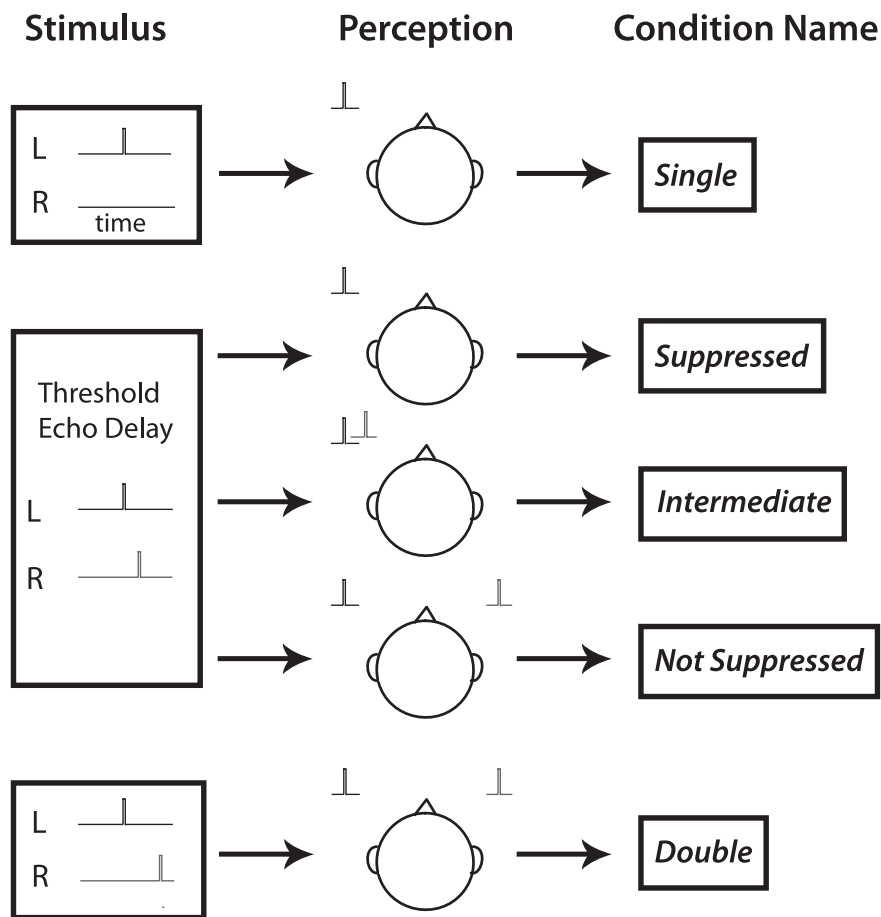 Stimulus Perception Condition Name
L
R
time
Single
Threshold
Echo Delay
L
R
Suppressed
Intermediate
Not Suppressed
L
R
Double